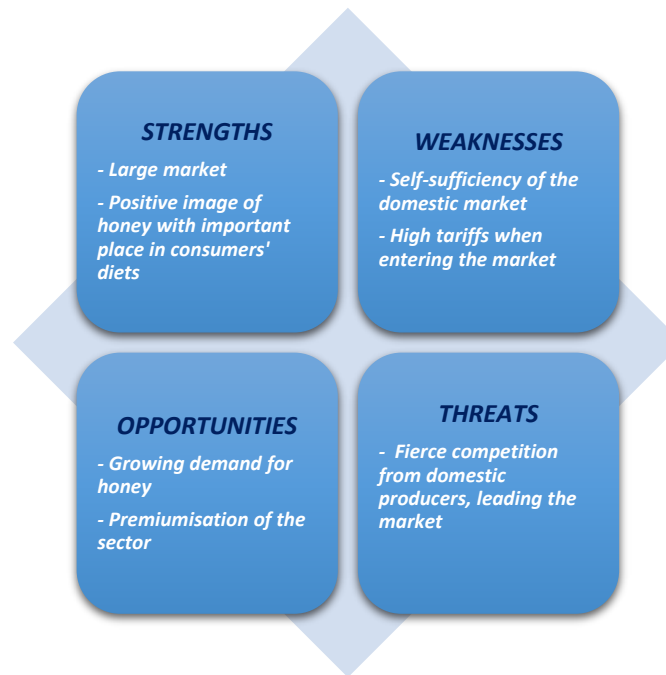 STRENGTHS
- Large market
- Positive image of
honey with important
place in consumers'
diets
WEAKNESSES
- Self-sufficiency of the
domestic market
- High tariffs when
entering the market
OPPORTUNITIES
- Growing demand for
honey
- Premiumisation of the
sector
THREATS
-  Fierce competition
from domestic
producers, leading the
market